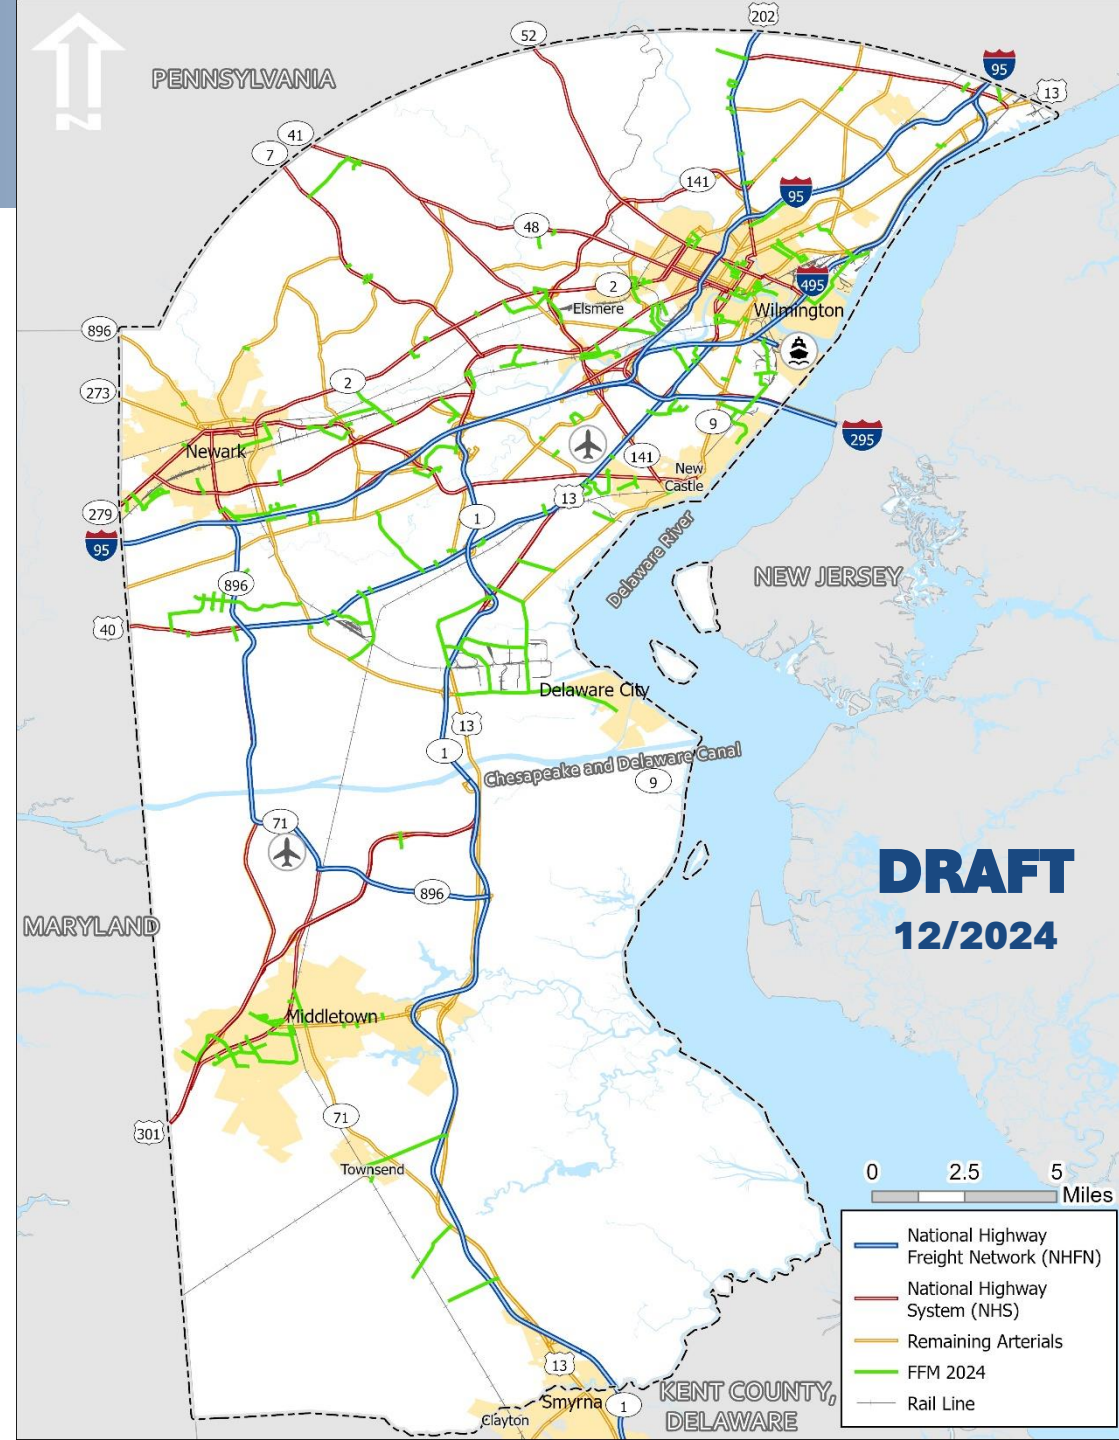 202
52
95
13
PENNSYLVANIA
N
41
7
141
95
48
2
495
Elsmere
Wilmington
896
273
2
9
295
Newark
141
New
Castle
13
279
1
95
Delaware River
NEW JERSEY
896
40
Delaware City
13
1
Chesapeake and Delaware Canal
9
71
DRAFT
12/2024
896
MARYLAND
Middletown
71
301
Townsend
0 2.5 5
Miles
National Highway
Freight Network (NHFN)
National Highway
System (NHS)
Remaining Arterials
FFM 2024
Rail Line
13
Smyrna
1
KENT COUNTY,
DELAWARE
Clayton